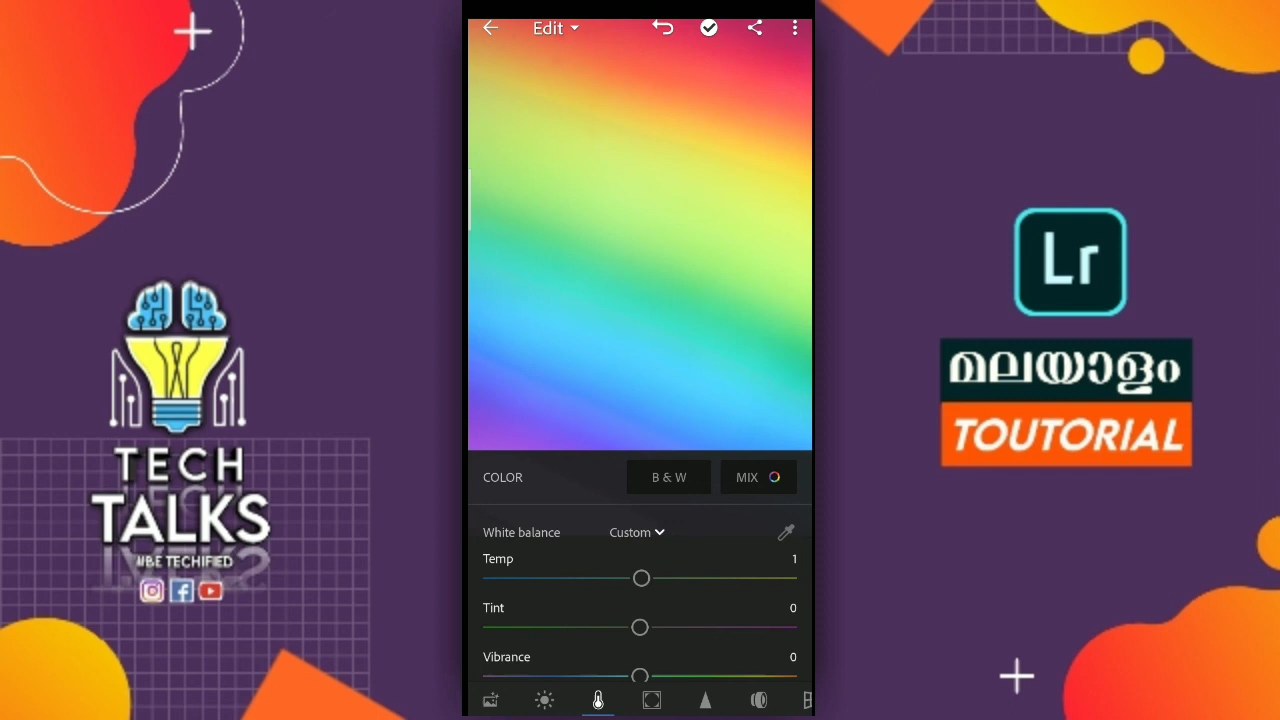 Edit
TECH
TALKS
#BE TECHIFIED
Lr
മലയാളം
TOUTORIAL
COLOR
B & W
MIX
White balance
Custom
Temp
1
Tint
0
Vibrance
0